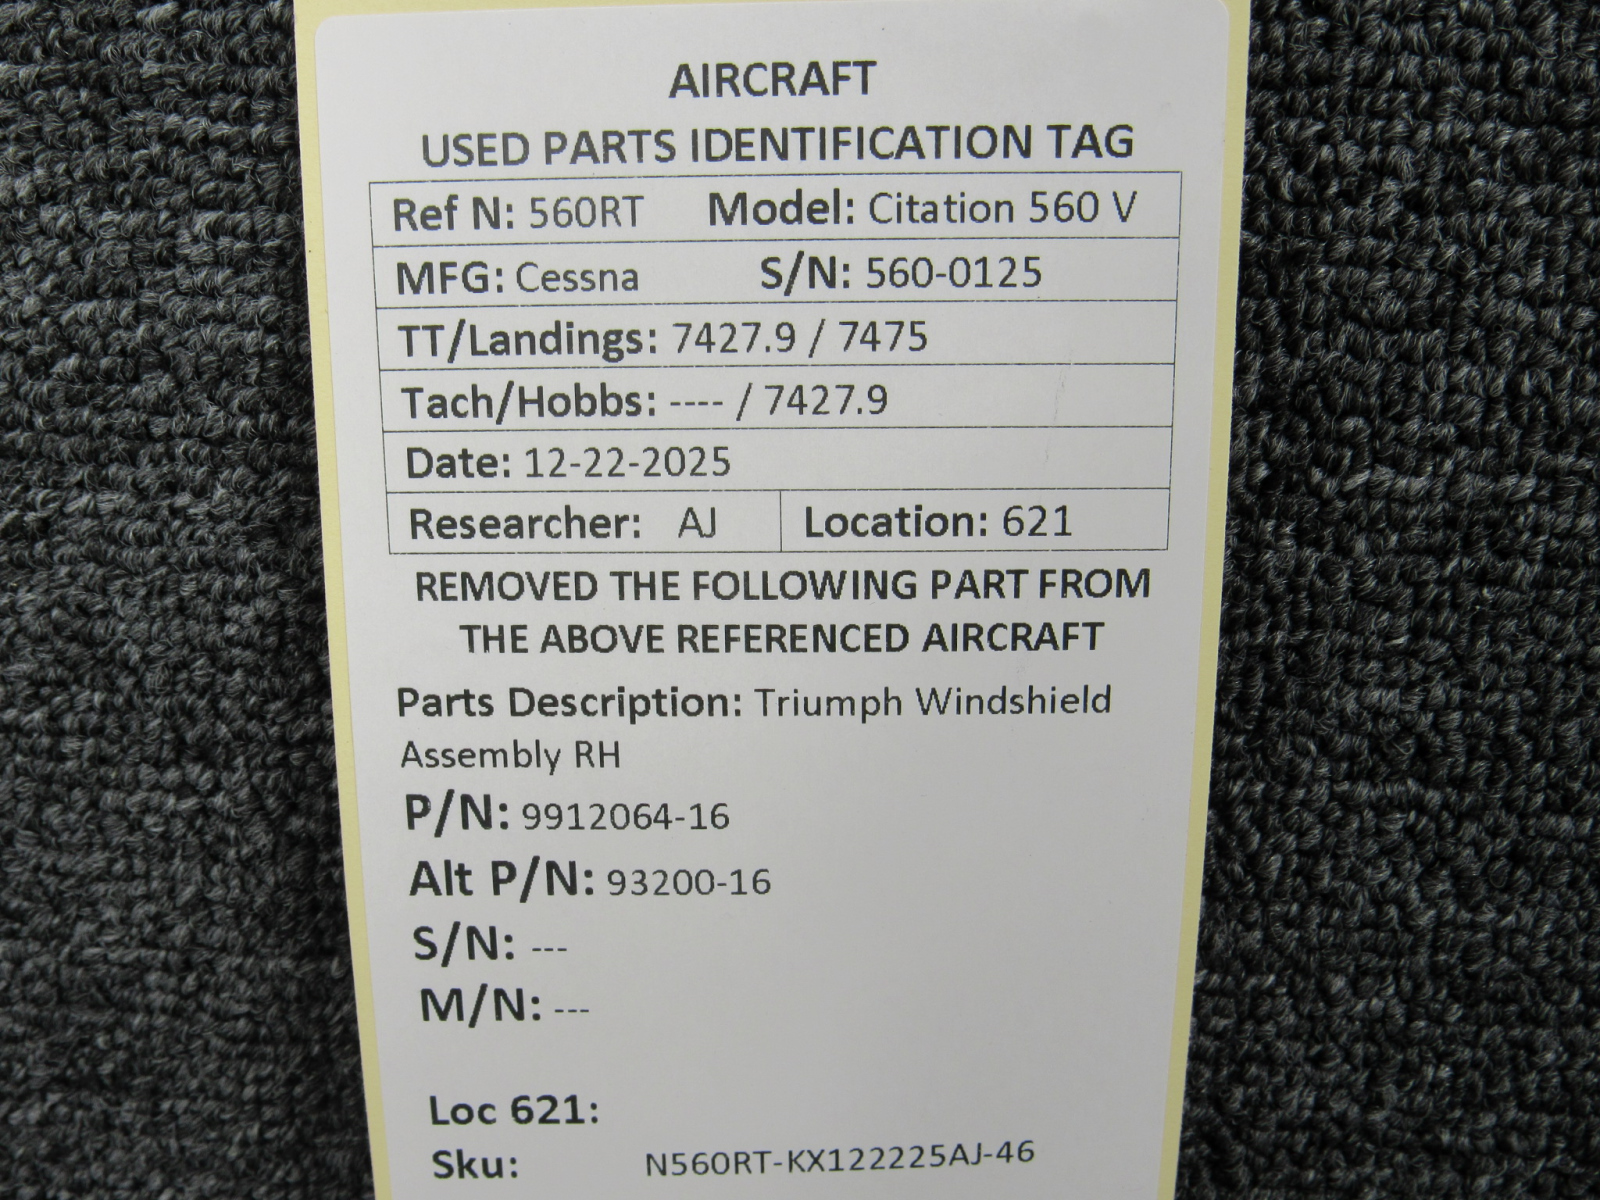 AIRCRAFT
USED PARTS IDENTIFICATION TAG
Ref N: 560RT Model: Citation 560 V
MFG: Cessna S/N: 560-0125
TT/Landings: 7427.9 / 7475
Tach/Hobbs: ---- / 7427.9
Date: 12-22-2025
Researcher: AJ Location: 621
REMOVED THE FOLLOWING PART FROM
THE ABOVE REFERENCED AIRCRAFT
Parts Description: Triumph Windshield
Assembly RH
P/N: 9912064-16
Alt P/N: 93200-16
S/N: ---
M/N: ---
Loc 621:
Sku: N560RT-KX122225AJ-46